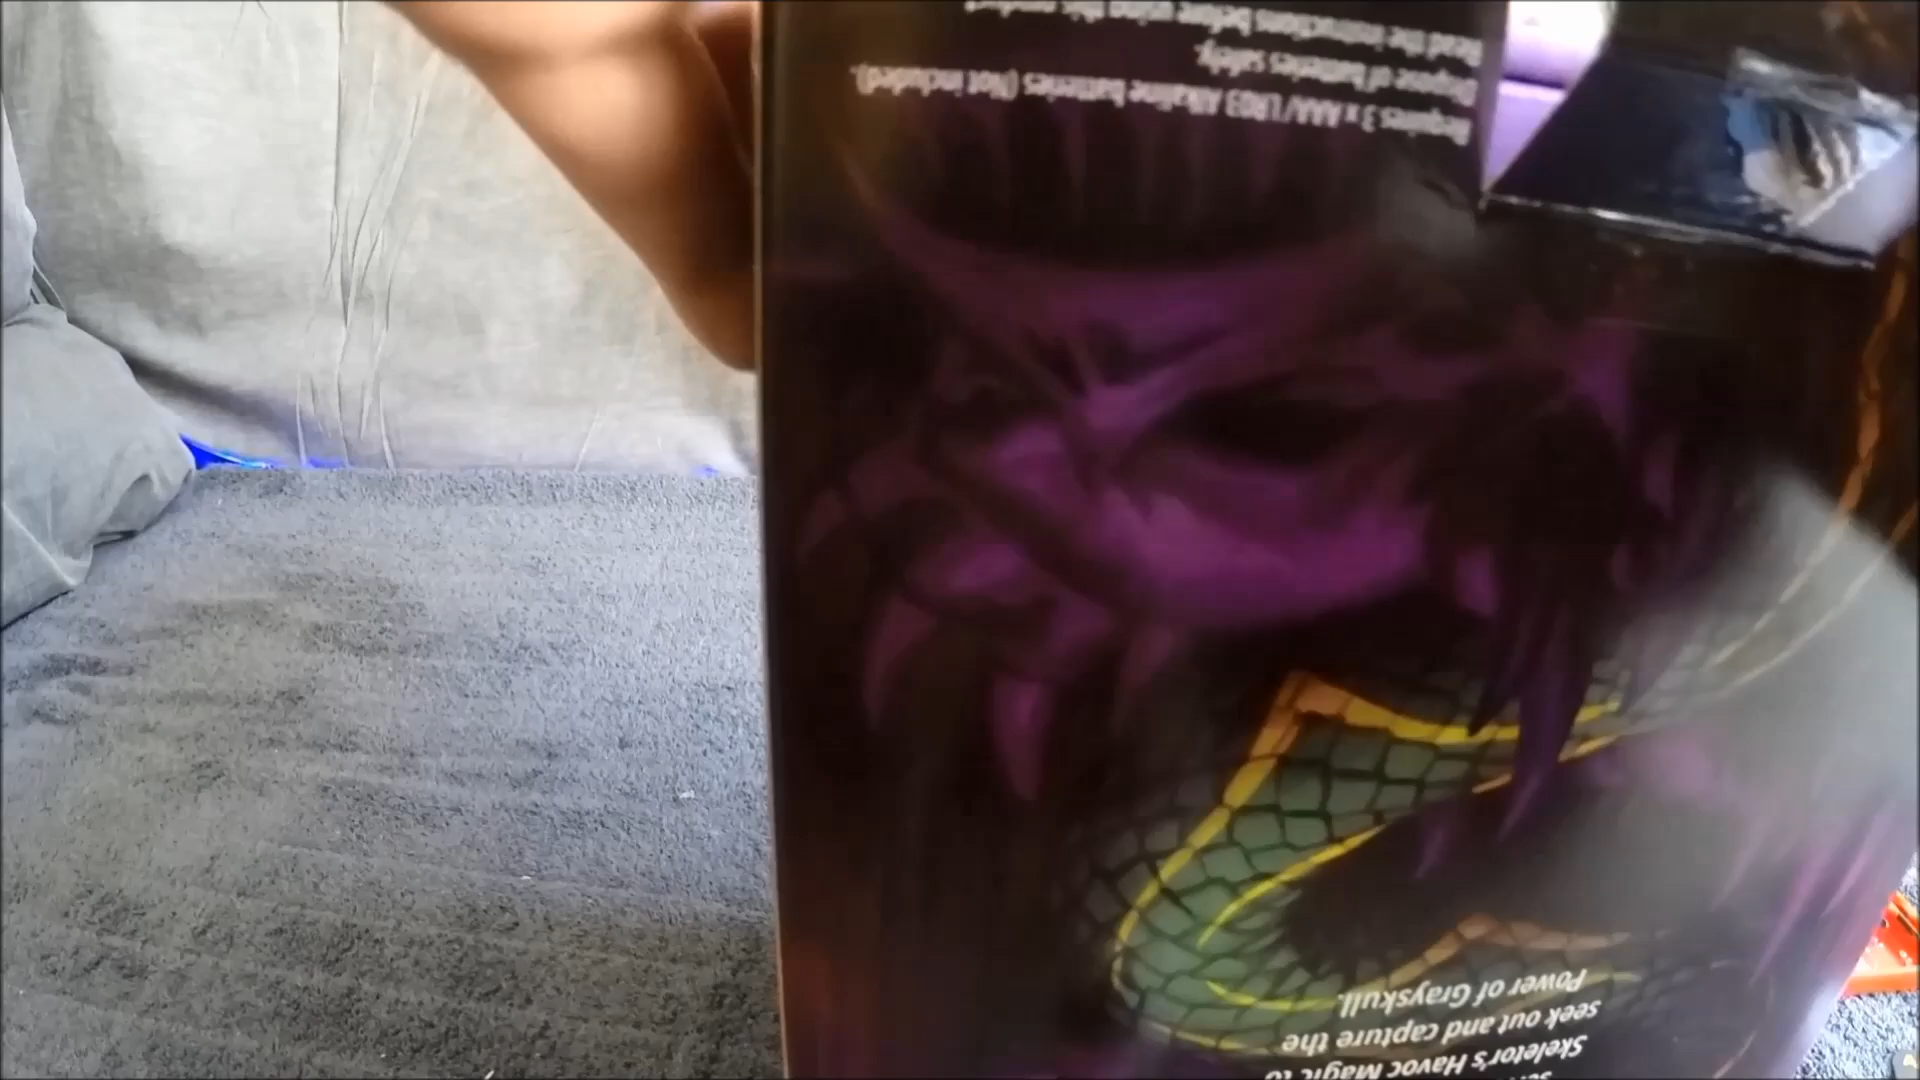 Skeletor's Havoc Magic to
seek out and capture the
Power of Grayskull.
Requires 3 x AAA/LR03 Alkaline batteries (Not included).
Dispose of batteries safely.
Read the instructions before using this product